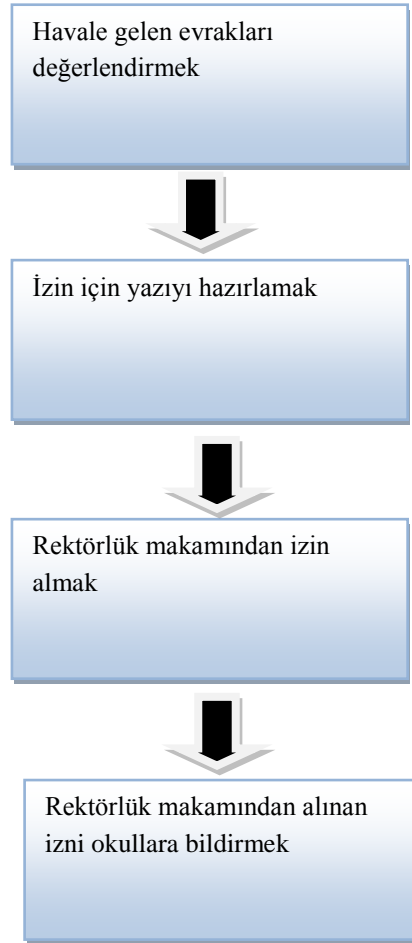 Havale gelen evrakları
değerlendirmek
İzin için yazıyı hazırlamak
Rektörlük makamından izin
almak
Rektörlük makamından alınan
izni okullara bildirmek